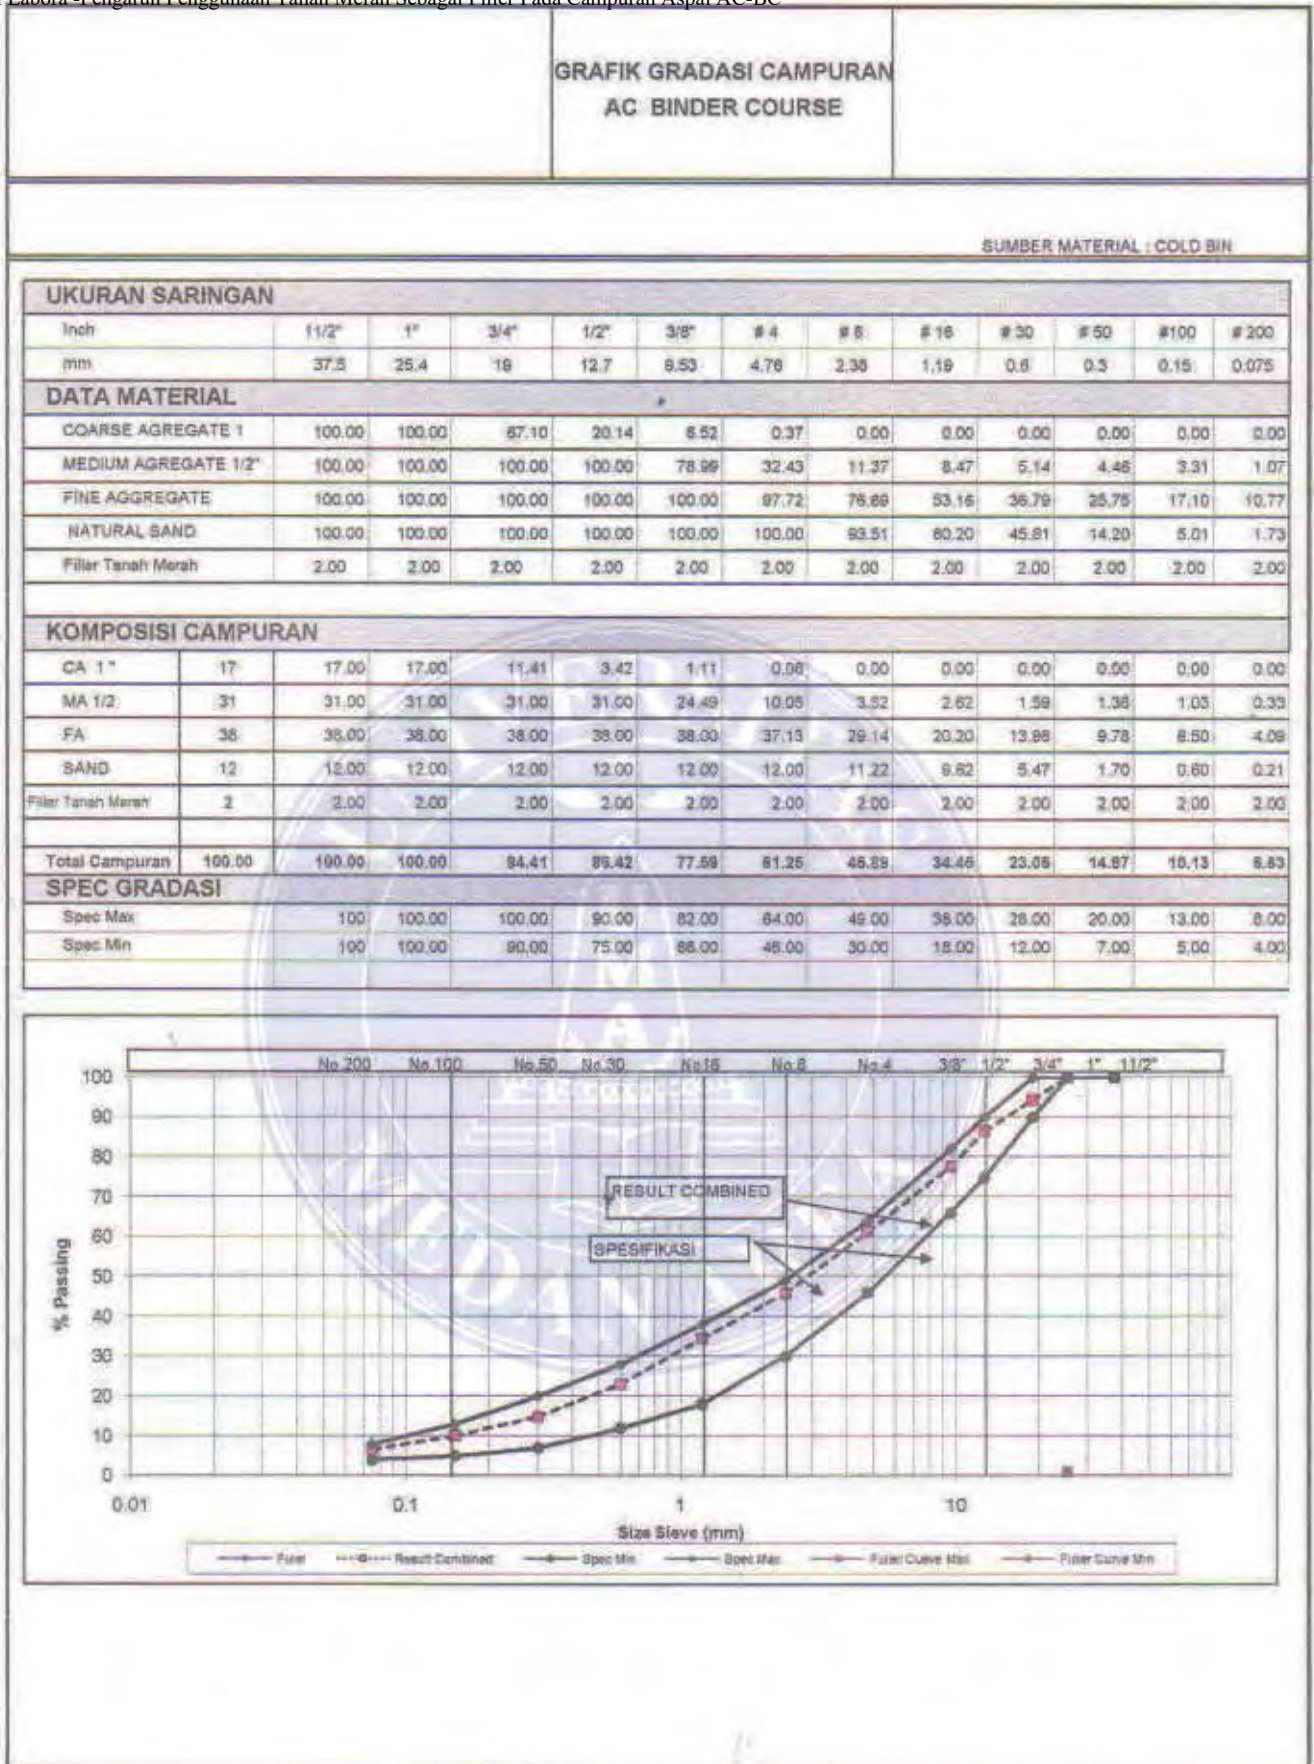 Labora -Pengaruh Penggunaan Tanah Merah Sebagai Filler Pada Campuran Aspal AC-BC
GRAFIK GRADASI CAMPURAN
AC BINDER COURSE
SUMBER MATERIAL : COLD BIN
UKURAN SARINGAN
Inch 11/2" 1" 3/4" 1/2" 3/8" # 4 # 8 # 16 # 30 # 50 #100 # 200
mm 37.5 25.4 19 12.7 9.53 4.76 2.38 1.19 0.6 0.3 0.15 0.075
DATA MATERIAL
COARSE AGREGATE 1 100.00 100.00 67.10 20.14 6.52 0.37 0.00 0.00 0.00 0.00 0.00 0.00
MEDIUM AGREGATE 1/2" 100.00 100.00 100.00 100.00 78.99 32.43 11.37 8.47 5.14 4.46 3.31 1.07
FINE AGGREGATE 100.00 100.00 100.00 100.00 100.00 97.72 76.69 53.16 36.79 25.75 17.10 10.77
NATURAL SAND 100.00 100.00 100.00 100.00 100.00 100.00 93.51 80.20 45.61 14.20 5.01 1.73
Filler Tanah Merah 2.00 2.00 2.00 2.00 2.00 2.00 2.00 2.00 2.00 2.00 2.00 2.00
KOMPOSISI CAMPURAN
CA 1" 17 17.00 17.00 11.41 3.42 1.11 0.06 0.00 0.00 0.00 0.00 0.00 0.00
MA 1/2 31 31.00 31.00 31.00 31.00 24.49 10.05 3.52 2.62 1.59 1.38 1.03 0.33
FA 38 38.00 38.00 38.00 38.00 38.00 37.13 29.14 20.20 13.98 9.78 6.50 4.09
SAND 12 12.00 12.00 12.00 12.00 12.00 12.00 11.22 9.62 5.47 1.70 0.60 0.21
Filler Tanah Merah 2 2.00 2.00 2.00 2.00 2.00 2.00 2.00 2.00 2.00 2.00 2.00 2.00
Total Campuran 100.00 100.00 100.00 94.41 86.42 77.59 61.25 45.89 34.45 23.05 14.87 10.13 6.63
SPEC GRADASI
Spec Max 100 100.00 100.00 90.00 82.00 64.00 49.00 38.00 28.00 20.00 13.00 8.00
Spec Min 100 100.00 90.00 75.00 66.00 46.00 30.00 18.00 12.00 7.00 5.00 4.00
No.200 No.100 No.50 No.30 No16 No.8 No.4 3/8" 1/2" 3/4" 1" 11/2"
100
90
80
70
60
50
40
30
20
10
0
% Passing
RESULT COMBINED
SPESIFIKASI
0.01 0.1 1 10
Size Sieve (mm)
Fuler Result Combined Spec Min Spec Max Fuller Cueve Max Fuller Curve Min
MEDAN